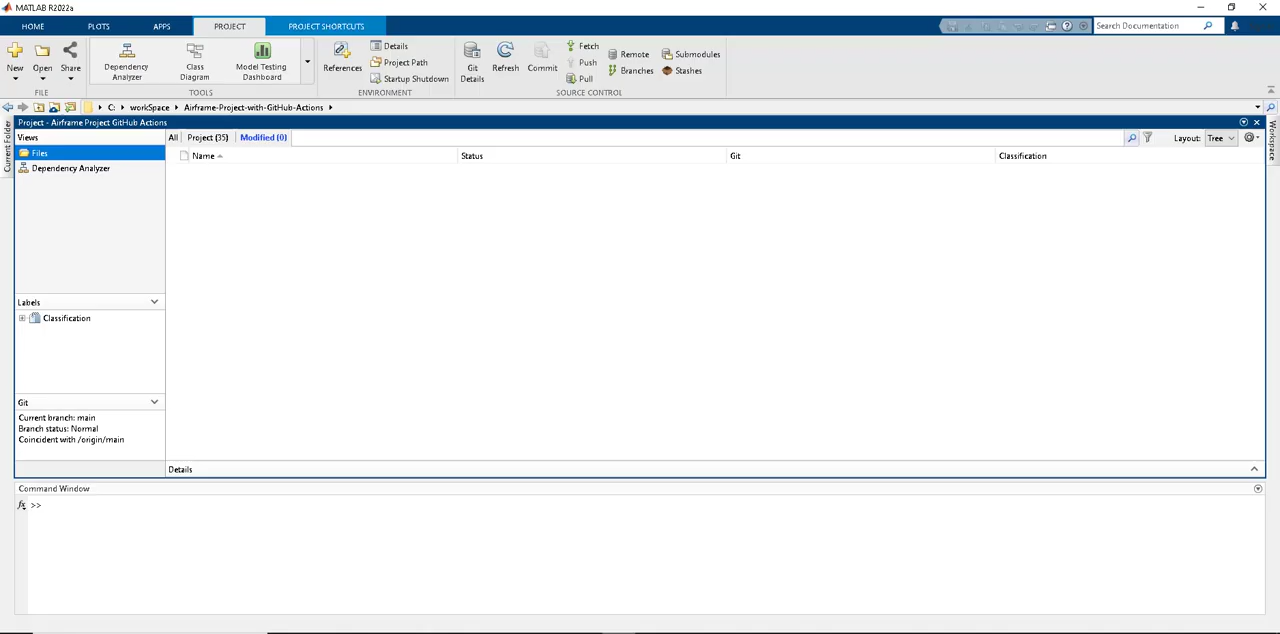 MATLAB R2022a
HOME PLOTS APPS PROJECT PROJECT SHORTCUTS Search Documentation
New Open Share Dependency Analyzer Class Diagram Model Testing Dashboard References Details Project Path Startup Shutdown Git Details Refresh Commit Fetch Push Pull Remote Branches Submodules Stashes
FILE TOOLS ENVIRONMENT SOURCE CONTROL
C: workSpace Airframe-Project-with-GitHub-Actions
Current Folder
Workspace
Project - Airframe Project GitHub Actions
Views All Project (35) Modified (0) Layout: Tree
Files Name Status Git Classification
Dependency Analyzer
Labels
Classification
Git
Current branch: main
Branch status: Normal
Coincident with /origin/main
Details
Command Window
fx >>